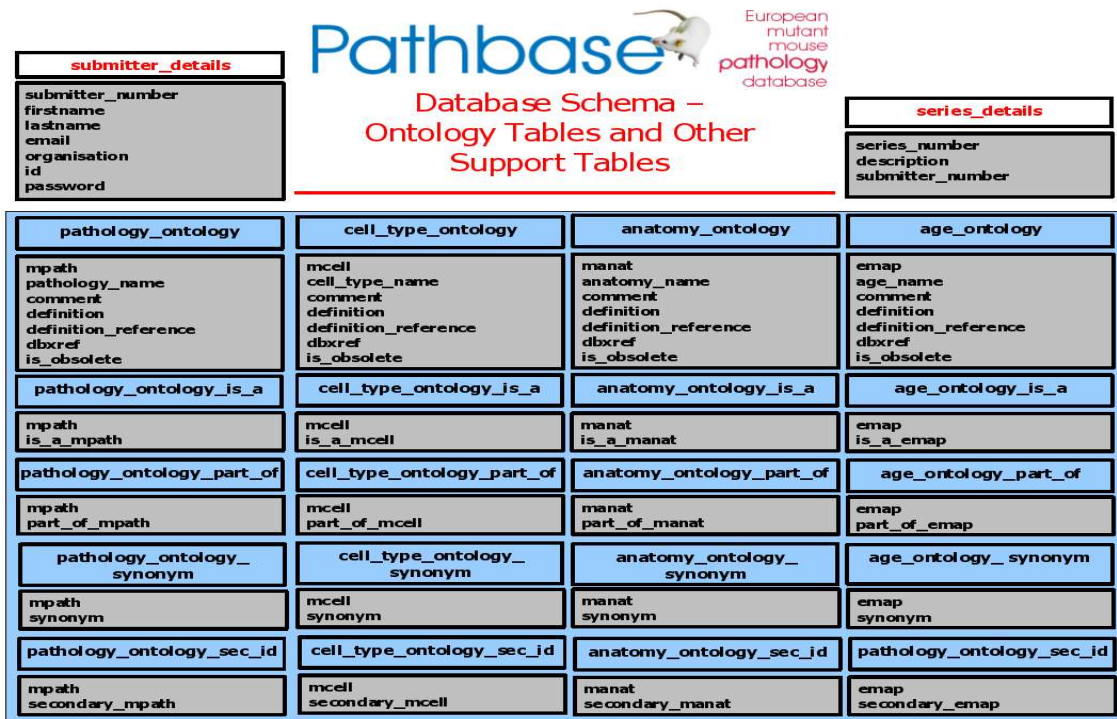 Pathbase
European
mutant
mouse
pathology
database
Database Schema –
Ontology Tables and Other
Support Tables
submitter_details
submitter_number
firstname
lastname
email
organisation
id
password
series_details
series_number
description
submitter_number
pathology_ontology
mpath
pathology_name
comment
definition
definition_reference
dbxref
is_obsolete
pathology_ontology_is_a
mpath
is_a_mpath
pathology_ontology_part_of
mpath
part_of_mpath
pathology_ontology_
synonym
mpath
synonym
pathology_ontology_sec_id
mpath
secondary_mpath
cell_type_ontology
mcell
cell_type_name
comment
definition
definition_reference
dbxref
is_obsolete
cell_type_ontology_is_a
mcell
is_a_mcell
cell_type_ontology_part_of
mcell
part_of_mcell
cell_type_ontology_
synonym
mcell
synonym
cell_type_ontology_sec_id
mcell
secondary_mcell
anatomy_ontology
manat
anatomy_name
comment
definition
definition_reference
dbxref
is_obsolete
anatomy_ontology_is_a
manat
is_a_manat
anatomy_ontology_part_of
manat
part_of_manat
anatomy_ontology_
synonym
manat
synonym
anatomy_ontology_sec_id
manat
secondary_manat
age_ontology
emap
age_name
comment
definition
definition_reference
dbxref
is_obsolete
age_ontology_is_a
emap
is_a_emap
age_ontology_part_of
emap
part_of_emap
age_ontology_ synonym
emap
synonym
pathology_ontology_sec_id
emap
secondary_emap